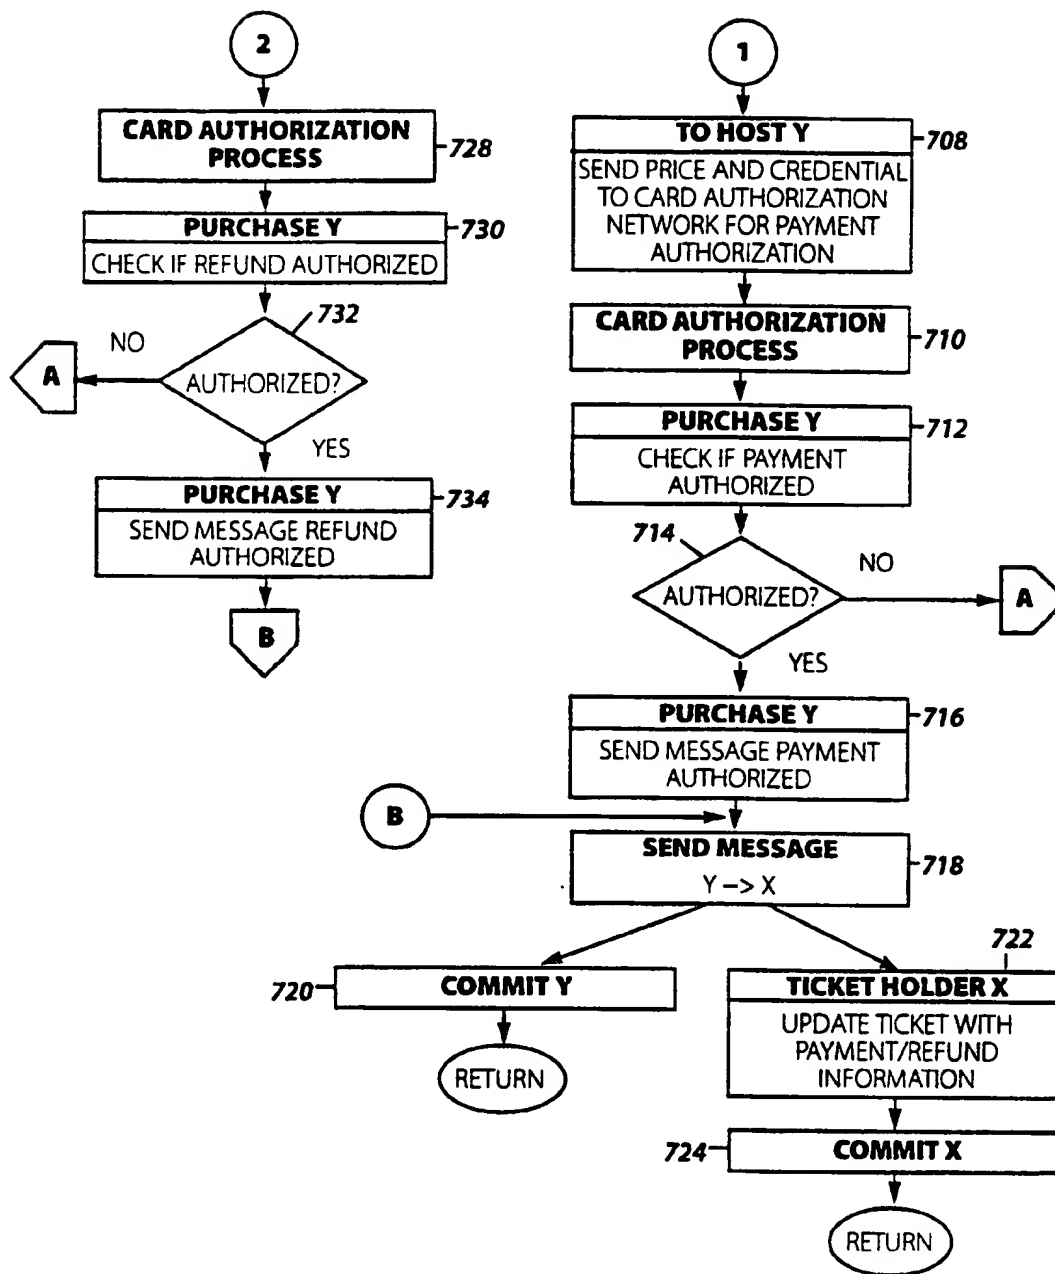 2
CARD AUTHORIZATION
PROCESS
728
PURCHASE Y
730
CHECK IF REFUND AUTHORIZED
732
NO
A
AUTHORIZED?
YES
PURCHASE Y
734
SEND MESSAGE REFUND
AUTHORIZED
B
1
TO HOST Y
708
SEND PRICE AND CREDENTIAL
TO CARD AUTHORIZATION
NETWORK FOR PAYMENT
AUTHORIZATION
CARD AUTHORIZATION
PROCESS
710
PURCHASE Y
712
CHECK IF PAYMENT
AUTHORIZED
714
NO
AUTHORIZED?
A
YES
PURCHASE Y
716
SEND MESSAGE PAYMENT
AUTHORIZED
B
SEND MESSAGE
718
Y -> X
720
COMMIT Y
RETURN
722
TICKET HOLDER X
UPDATE TICKET WITH
PAYMENT/REFUND
INFORMATION
724
COMMIT X
RETURN